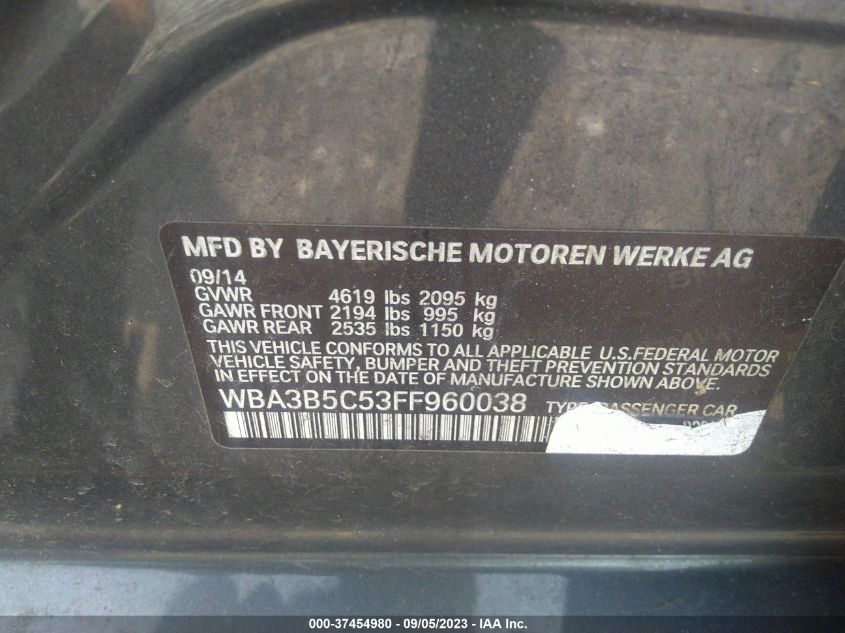 MFD BY BAYERISCHE MOTOREN WERKE AG
09/14
GVWR 4619 lbs 2095 kg
GAWR FRONT 2194 lbs 995 kg
GAWR REAR 2535 lbs 1150 kg
THIS VEHICLE CONFORMS TO ALL APPLICABLE U.S.FEDERAL MOTOR
VEHICLE SAFETY, BUMPER AND THEFT PREVENTION STANDARDS
IN EFFECT ON THE DATE OF MANUFACTURE SHOWN ABOVE.
WBA3B5C53FF960038 PASSENGER CAR
000-37454980 - 09/05/2023 - IAA Inc.